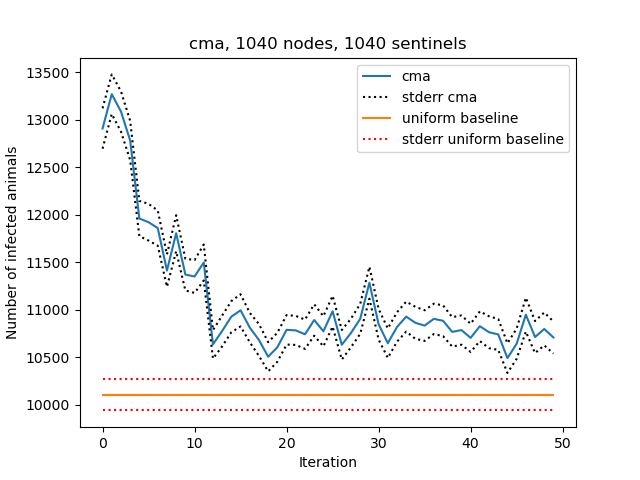 cma, 1040 nodes, 1040 sentinels
Number of infected animals
13500
13000
12500
12000
11500
11000
10500
10000
cma
stderr cma
uniform baseline
stderr uniform baseline
0 10 20 30 40 50
Iteration